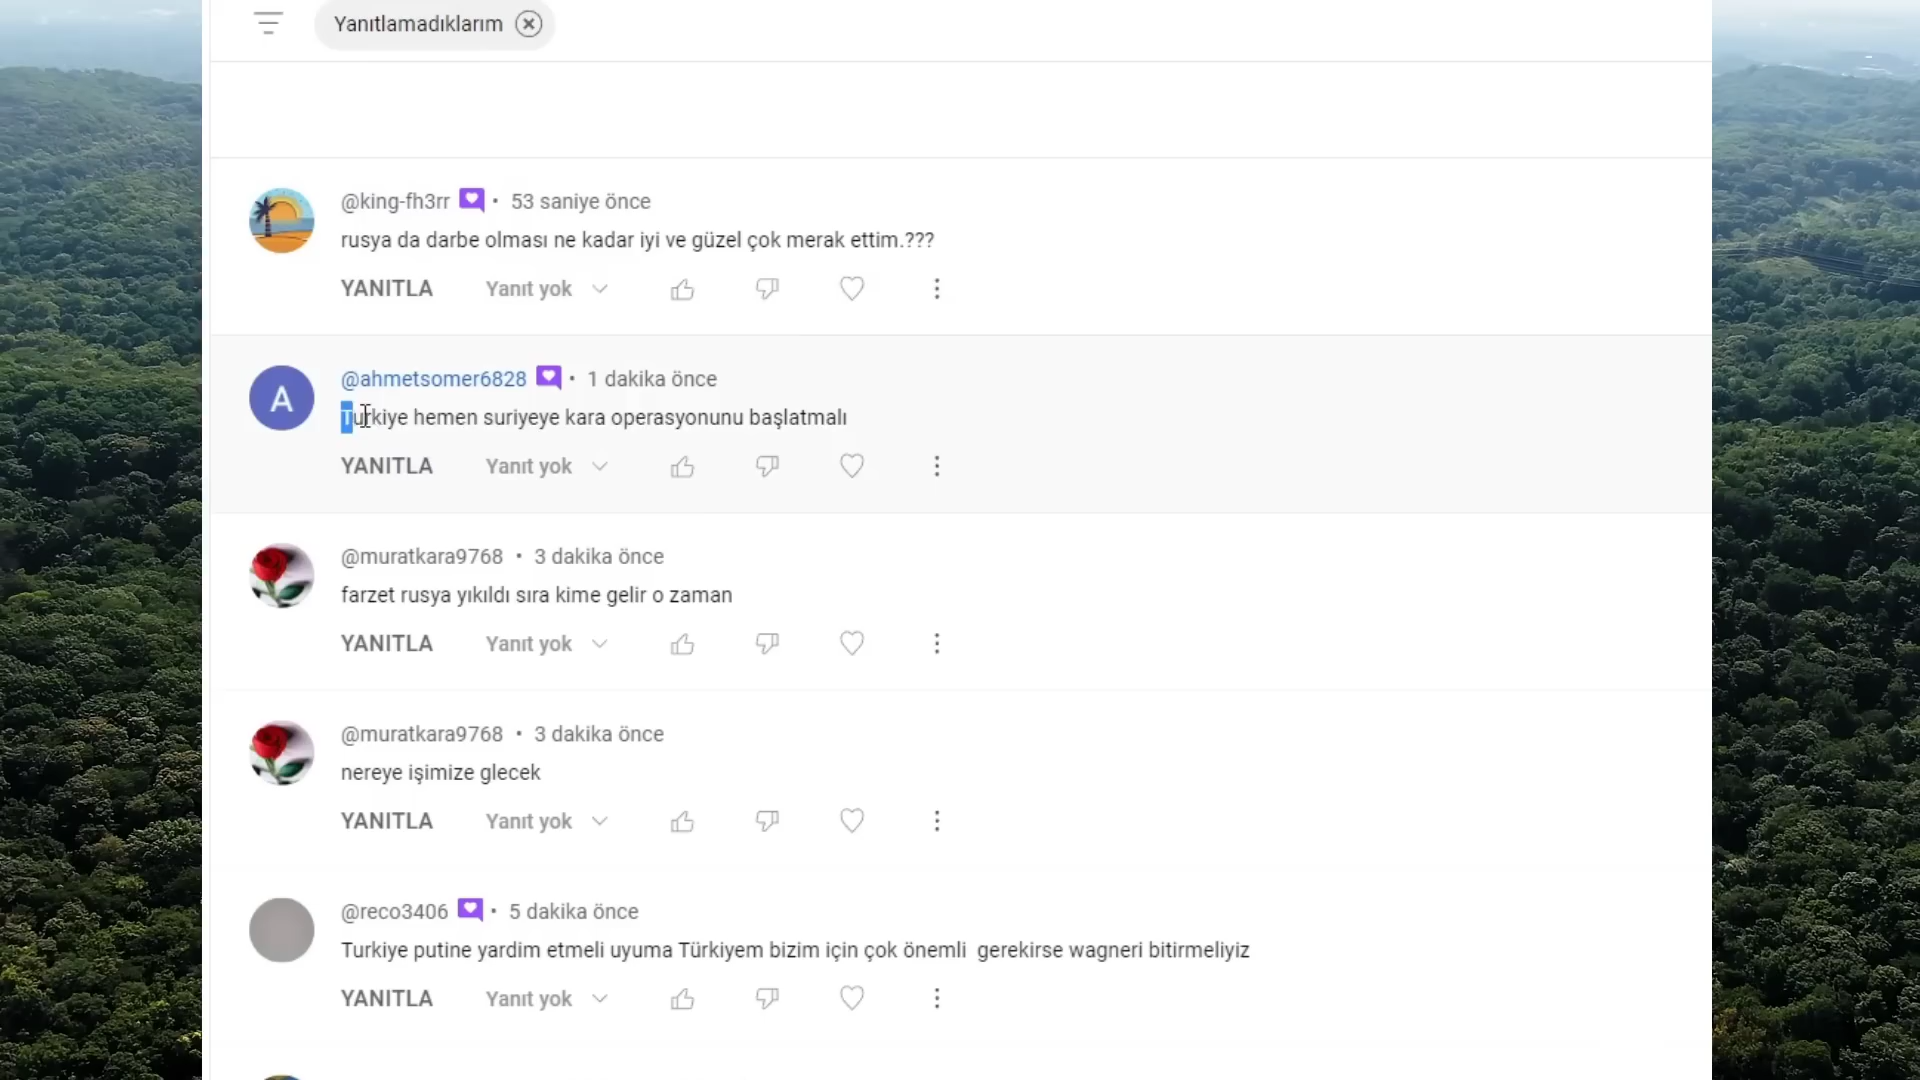 Yanıtlamadıklarım
@king-fh3rr • 53 saniye önce
rusya da darbe olması ne kadar iyi ve güzel çok merak ettim.???
YANITLA Yanıt yok
A
@ahmetsomer6828 • 1 dakika önce
Turkiye hemen suriyeye kara operasyonunu başlatmalı
YANITLA Yanıt yok
@muratkara9768 • 3 dakika önce
farzet rusya yıkıldı sıra kime gelir o zaman
YANITLA Yanıt yok
@muratkara9768 • 3 dakika önce
nereye işimize glecek
YANITLA Yanıt yok
@reco3406 • 5 dakika önce
Turkiye putine yardim etmeli uyuma Türkiyem bizim için çok önemli  gerekirse wagneri bitirmeliyiz
YANITLA Yanıt yok